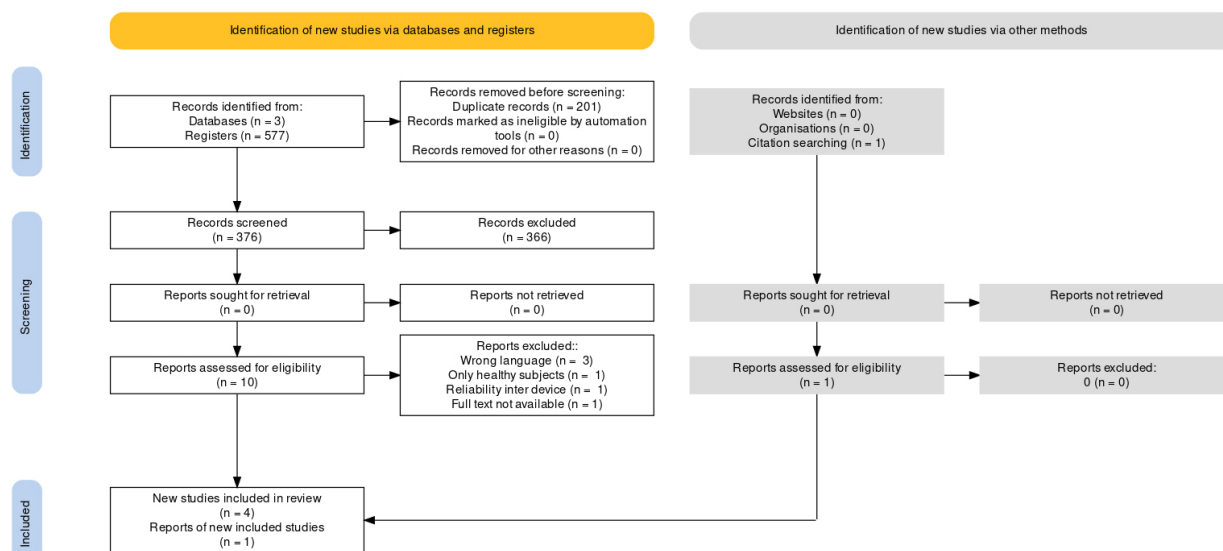 Identification of new studies via databases and registers
Identification of new studies via other methods
Identification
Records identified from:
Databases (n = 3)
Registers (n = 577)
Records removed before screening:
Duplicate records (n = 201)
Records marked as ineligible by automation
tools (n = 0)
Records removed for other reasons (n = 0)
Records identified from:
Websites (n = 0)
Organisations (n = 0)
Citation searching (n = 1)
Screening
Records screened
(n = 376)
Records excluded
(n = 366)
Reports sought for retrieval
(n = 0)
Reports not retrieved
(n = 0)
Reports sought for retrieval
(n = 0)
Reports not retrieved
(n = 0)
Reports assessed for eligibility
(n = 10)
Reports excluded::
Wrong language (n = 3)
Only healthy subjects (n = 1)
Reliability inter device (n = 1)
Full text not available (n = 1)
Reports assessed for eligibility
(n = 1)
Reports excluded:
0 (n = 0)
Included
New studies included in review
(n = 4)
Reports of new included studies
(n = 1)